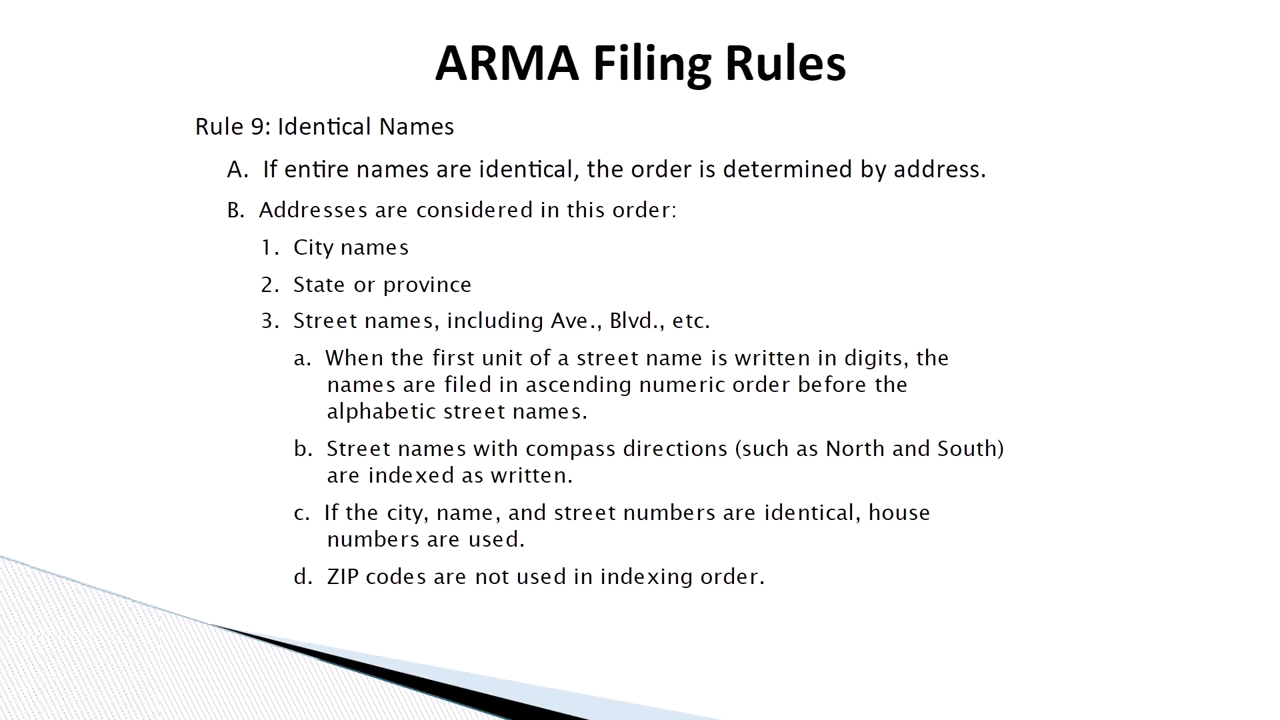 ARMA Filing Rules
Rule 9: Identical Names
A. If entire names are identical, the order is determined by address.
B. Addresses are considered in this order:
1. City names
2. State or province
3. Street names, including Ave., Blvd., etc.
a. When the first unit of a street name is written in digits, the
names are filed in ascending numeric order before the
alphabetic street names.
b. Street names with compass directions (such as North and South)
are indexed as written.
c. If the city, name, and street numbers are identical, house
numbers are used.
d. ZIP codes are not used in indexing order.